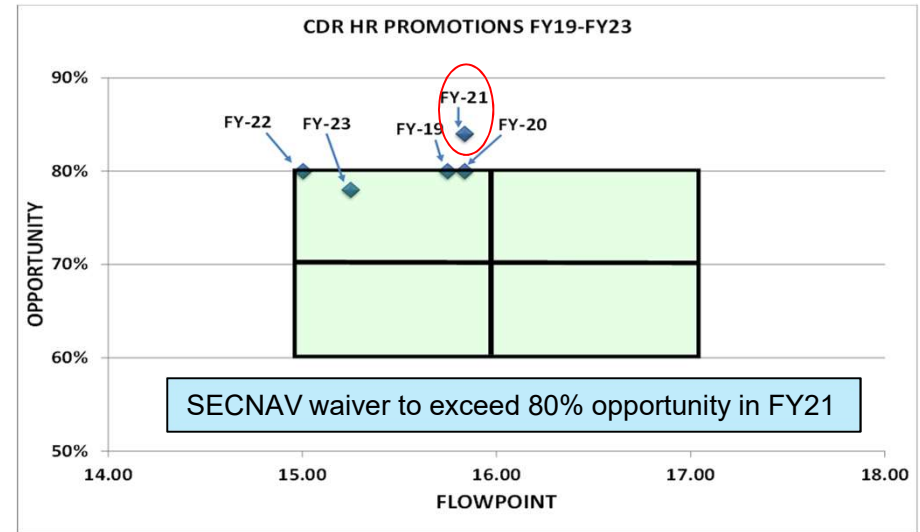 CDR HR PROMOTIONS FY19-FY23
90%
FY-21
FY-22
FY-23
FY-19
FY-20
80%
OPPORTUNITY
70%
60%
SECNAV waiver to exceed 80% opportunity in FY21
50%
14.00
15.00
16.00
17.00
18.00
FLOWPOINT